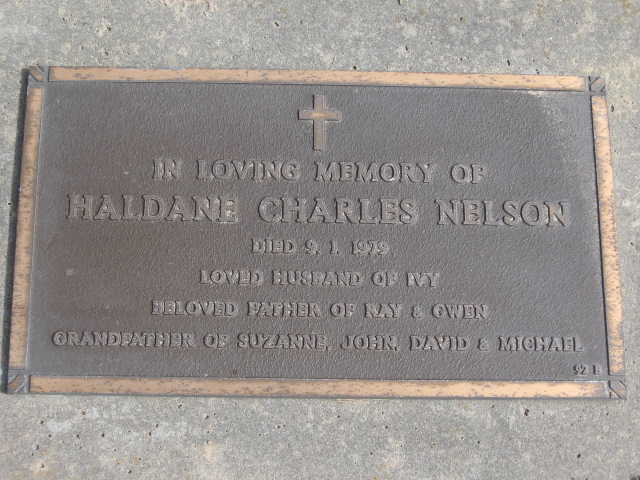 IN LOVING MEMORY OF
HALDANE CHARLES NELSON
DIED 9. 1. 1979
LOVED HUSBAND OF IVY
BELOVED FATHER OF RAY & GWEN
GRANDFATHER OF SUZANNE, JOHN, DAVID & MICHAEL
92 B